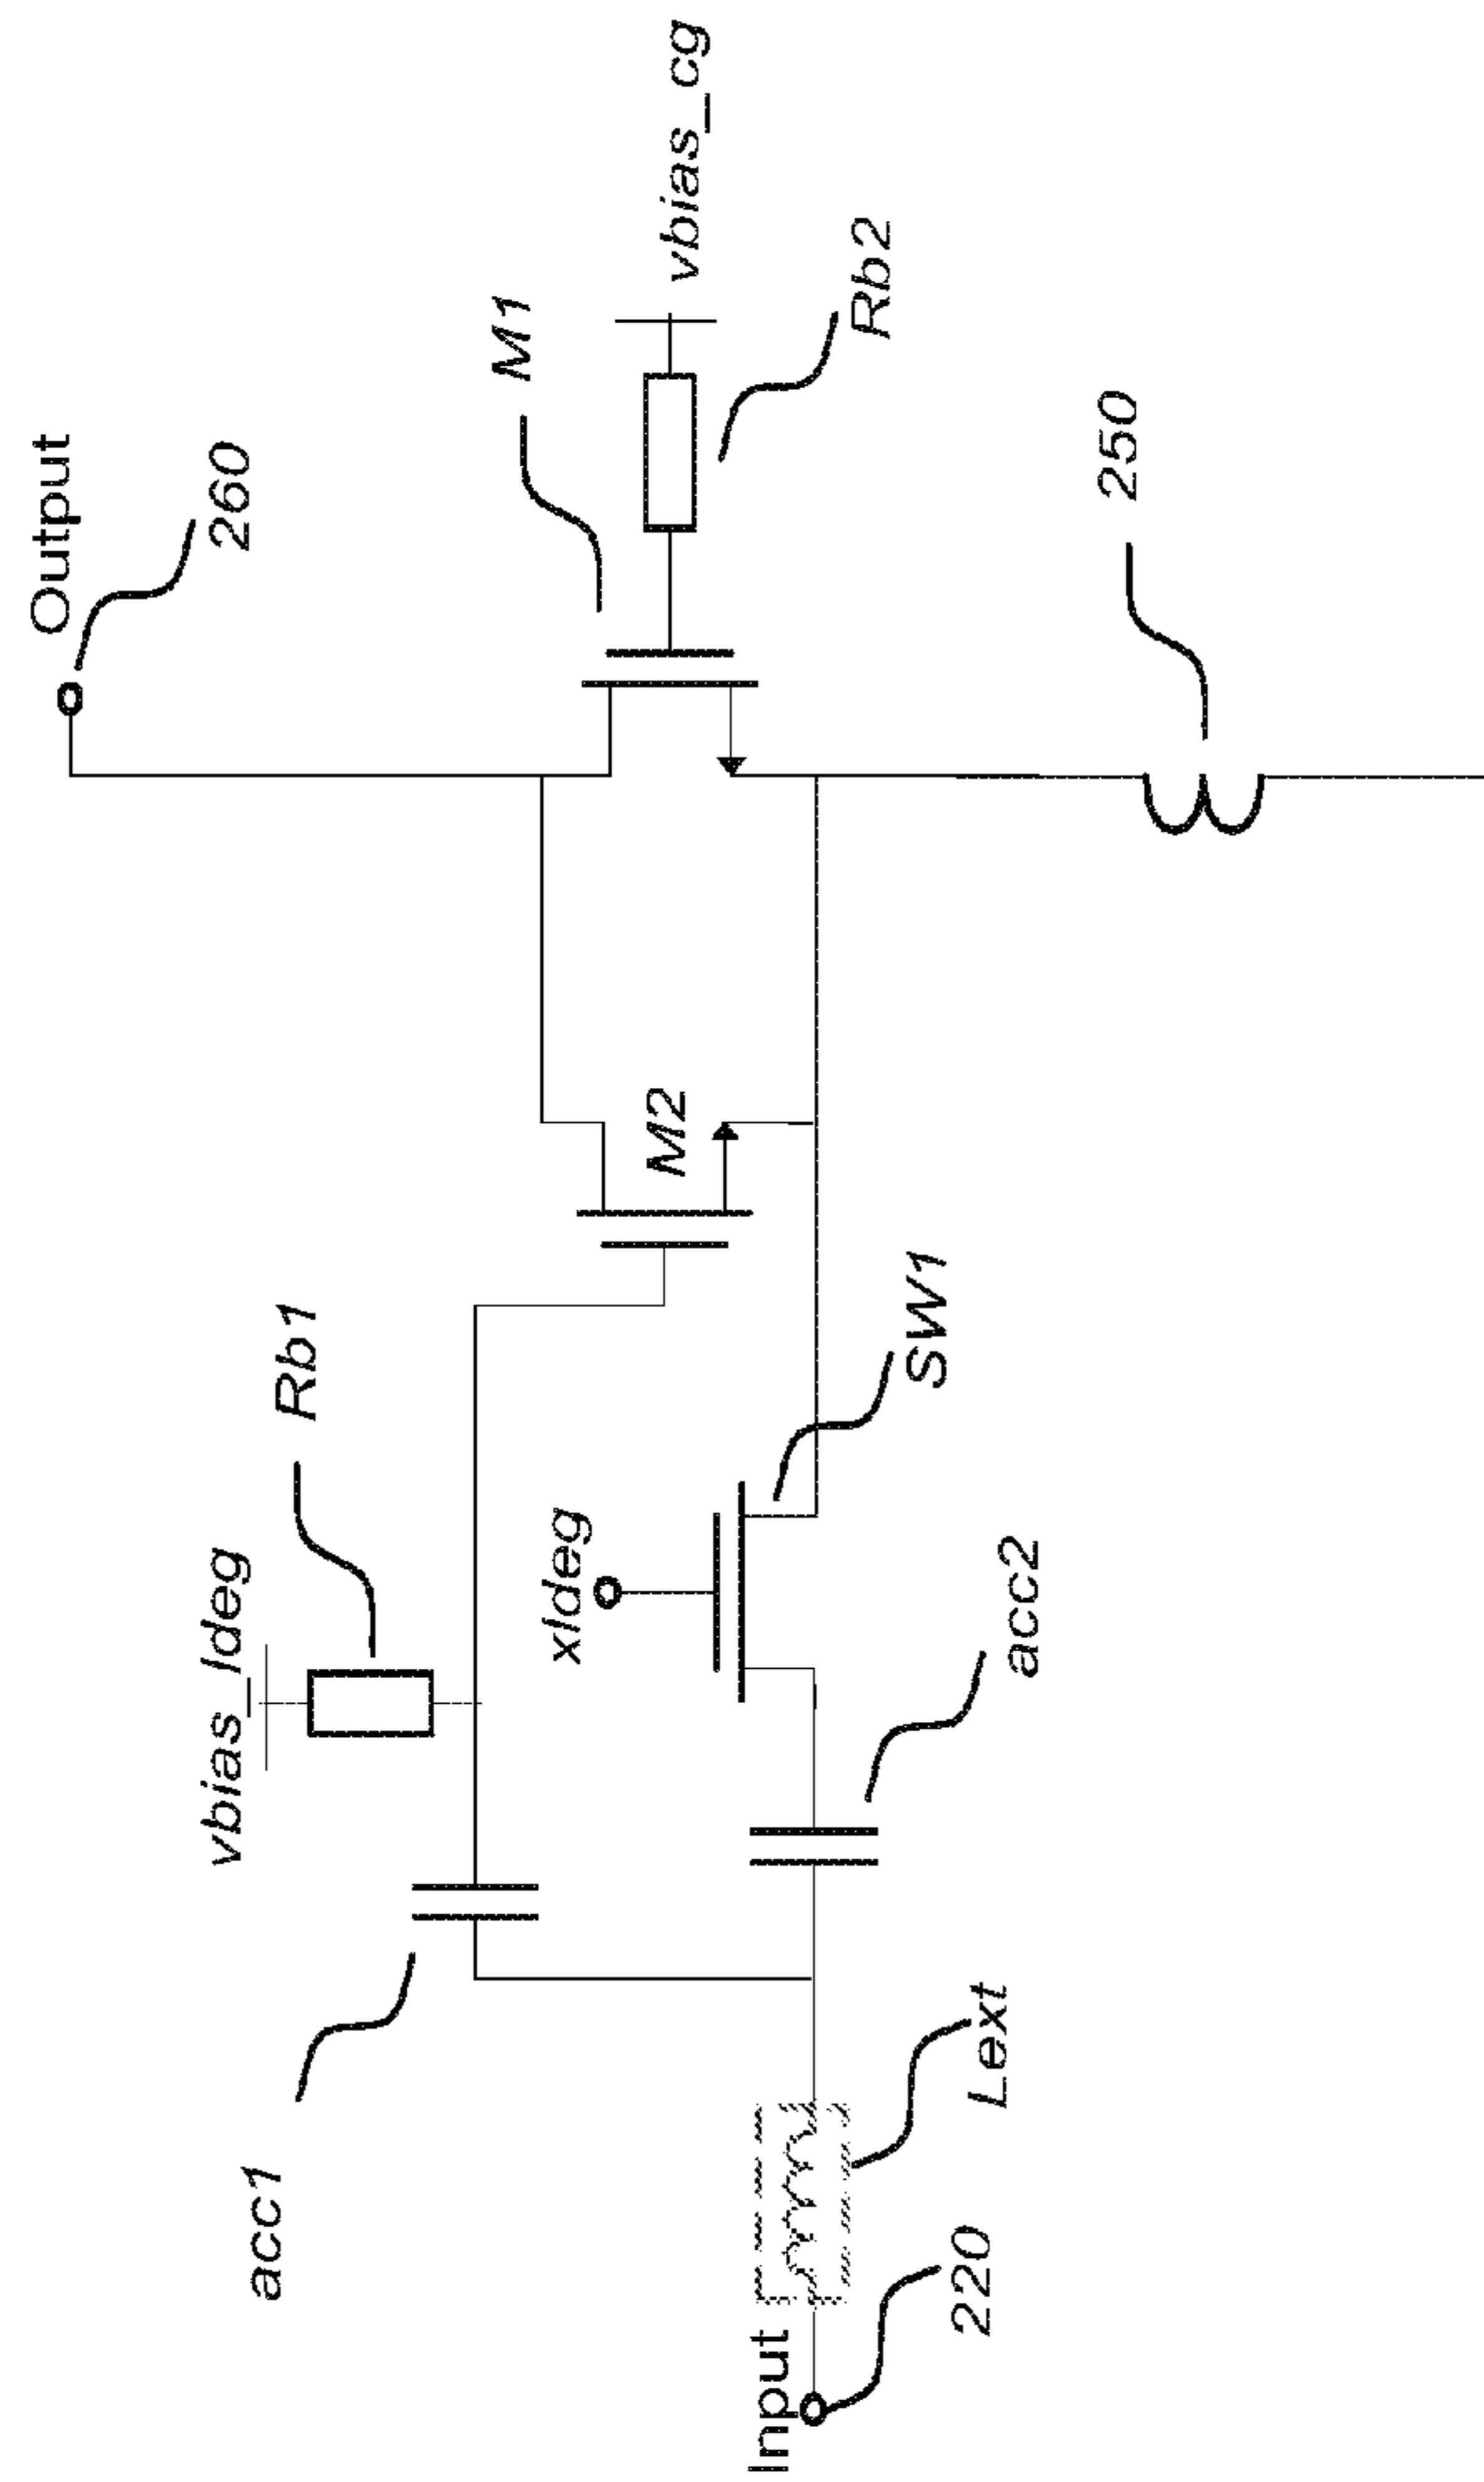 Output
260
M1
vbias_cg
Rb2
250
M2
Rb1
vbias_ldeg
xldeg
SW1
acc2
acc1
Lext
Input
220